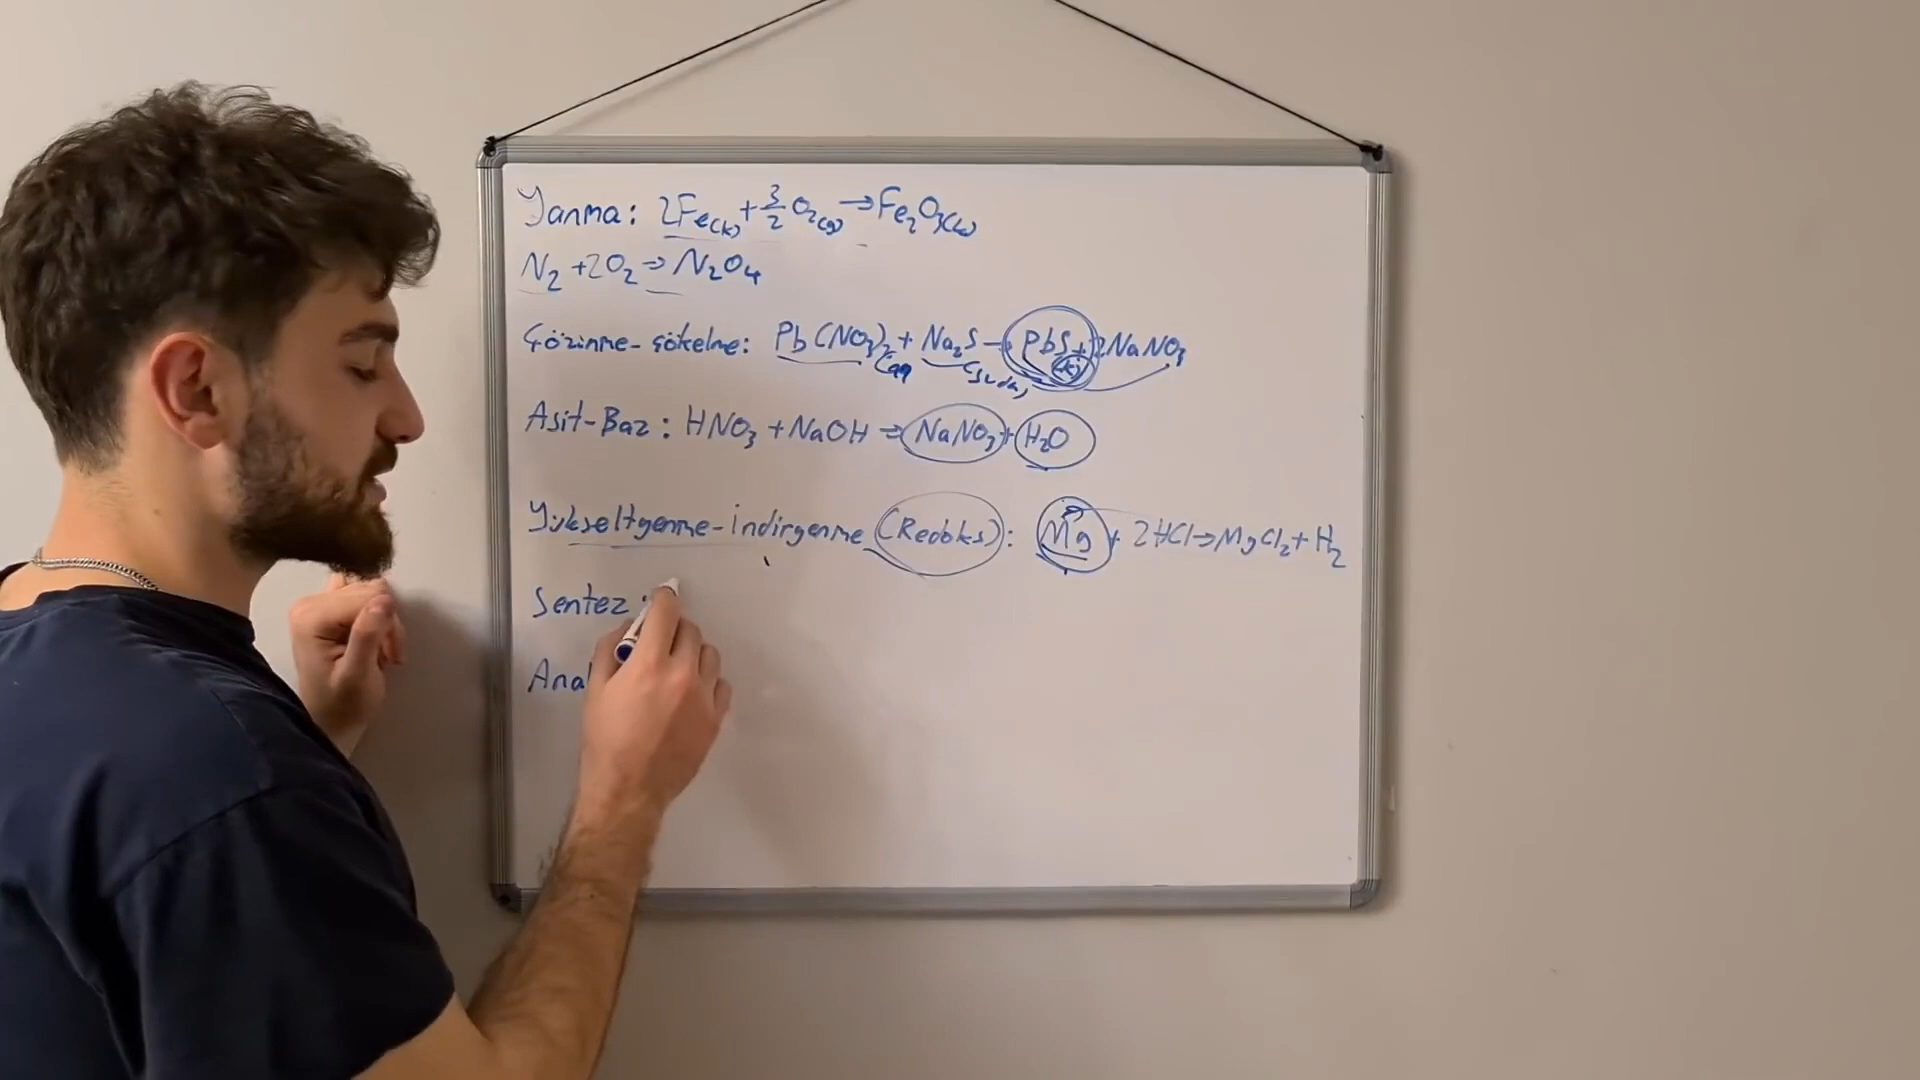 Yanma: 2Fe(k)+3/2 O2(g)→Fe2O3(k)
N2+2O2→N2O4
Çözünme-Çökelme: Pb(NO3)2(aq+Na2S(suda)→PbS(k)+2NaNO3
Asit-Baz: HNO3+NaOH→NaNO3+H2O
Yükseltgenme-İndirgenme (Redoks): Mg+2HCl→MgCl2+H2
Sentez:
Anal